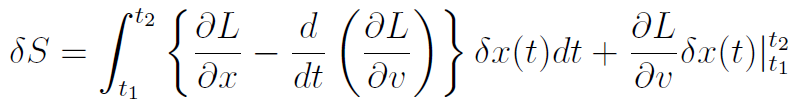 δS = ∫_{t_1}^{t_2} { ∂L/∂x − d/dt ( ∂L/∂v ) } δx(t)dt + ∂L/∂v δx(t)|_{t_1}^{t_2}